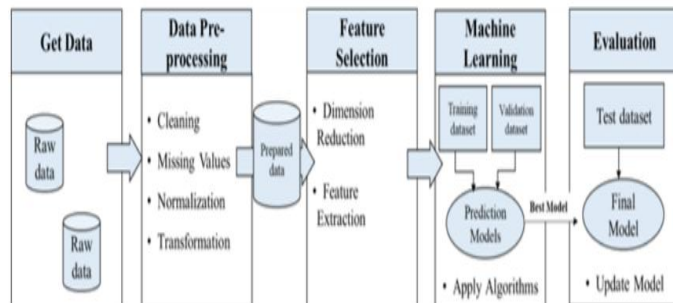 Get Data
Raw
data
Raw
data
Data Pre-
processing
• Cleaning
• Missing Values
• Normalization
• Transformation
Prepared
data
Feature
Selection
• Dimension
Reduction
• Feature
Extraction
Machine
Learning
Training
dataset
Validation
dataset
Prediction
Models
• Apply Algorithms
Best Model
Evaluation
Test dataset
Final
Model
• Update Model